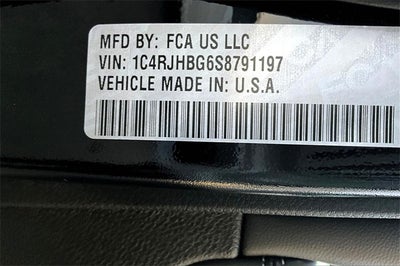 MFD BY: FCA US LLC
VIN: 1C4RJHBG6S8791197
VEHICLE MADE IN: U.S.A.